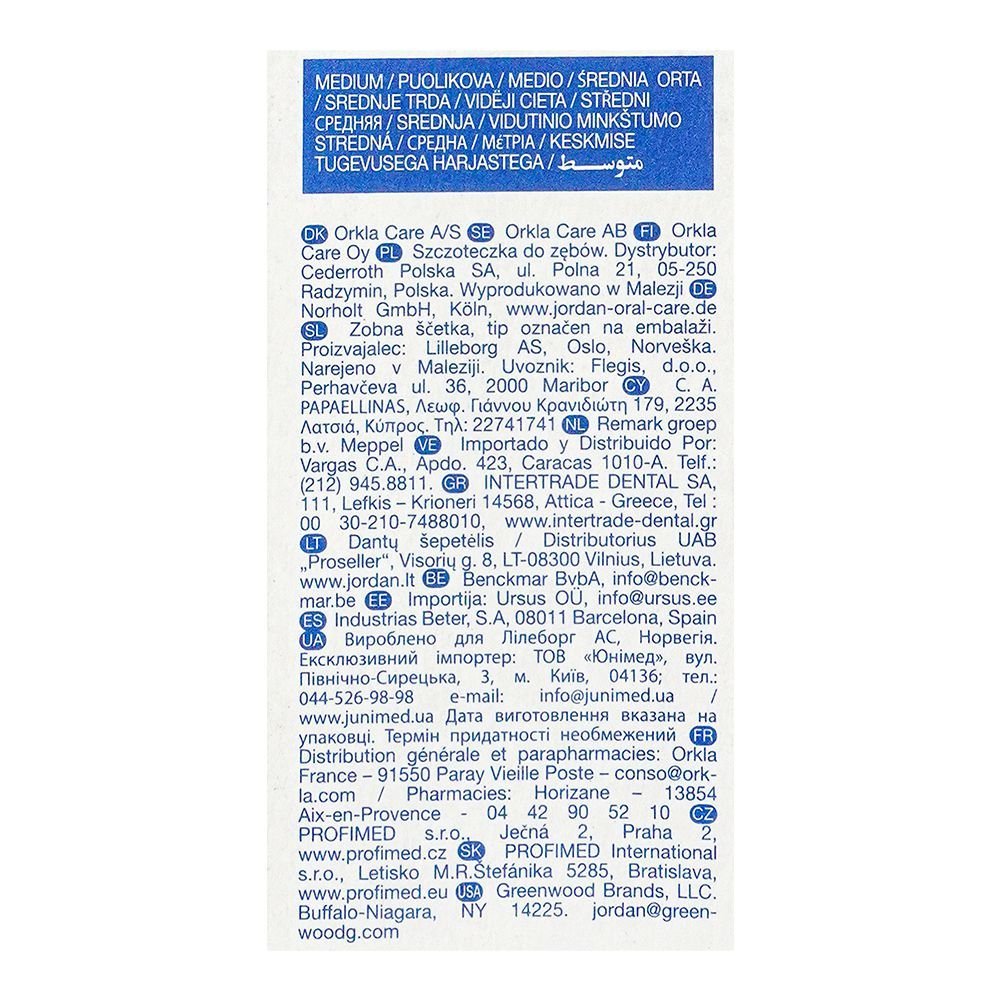 MEDIUM / PUOLIKOVA / MEDIO / ŚREDNIA ORTA
/ SREDNJE TRDA / VIDĒJI CIETA / STŘEDNI
СРЕДНЯЯ / SREDNJA / VIDUTINIO MINKŠTUMO
STREDNÁ / СРЕДНА / ΜέΤΡΙΑ / KESKMISE
TUGEVUSEGA HARJASTEGA / متوسط
DK Orkla Care A/S SE Orkla Care AB FI Orkla
Care Oy PL Szczoteczka do zębów. Dystrybutor:
Cederroth Polska SA, ul. Polna 21, 05-250
Radzymin, Polska. Wyprodukowano w Malezji DE
Norholt GmbH, Köln, www.jordan-oral-care.de
SL Zobna ščetka, tip označen na embalaži.
Proizvajalec: Lilleborg AS, Oslo, Norveška.
Narejeno v Maleziji. Uvoznik: Flegis, d.o.o.,
Perhavčeva ul. 36, 2000 Maribor CY C. A.
PAPAELLINAS, Λεωφ. Γιάννου Κρανιδιώτη 179, 2235
Λατσιά, Κύπρος. Τηλ: 22741741 NL Remark groep
b.v. Meppel VE Importado y Distribuido Por:
Vargas C.A., Apdo. 423, Caracas 1010-A. Telf.:
(212) 945.8811. GR INTERTRADE DENTAL SA,
111, Lefkis – Krioneri 14568, Attica - Greece, Tel :
00 30-210-7488010, www.intertrade-dental.gr
LT Dantų šepetėlis / Distributorius UAB
„Proseller“, Visorių g. 8, LT-08300 Vilnius, Lietuva.
www.jordan.lt BE Benckmar BvbA, info@benck-
mar.be EE Importija: Ursus OÜ, info@ursus.ee
ES Industrias Beter, S.A, 08011 Barcelona, Spain
UA Вироблено для Лілеборг АС, Норвегія.
Ексклюзивний імпортер: ТОВ «Юнімед», вул.
Північно-Сирецька, 3, м. Київ, 04136; тел.:
044-526-98-98 e-mail: info@junimed.ua /
www.junimed.ua Дата виготовлення вказана на
упаковці. Термін придатності необмежений FR
Distribution générale et parapharmacies: Orkla
France – 91550 Paray Vieille Poste – conso@ork-
la.com / Pharmacies: Horizane – 13854
Aix-en-Provence - 04 42 90 52 10 CZ
PROFIMED s.r.o., Ječná 2, Praha 2,
www.profimed.cz SK PROFIMED International
s.r.o., Letisko M.R.Štefánika 5285, Bratislava,
www.profimed.eu USA Greenwood Brands, LLC.
Buffalo-Niagara, NY 14225. jordan@green-
woodg.com